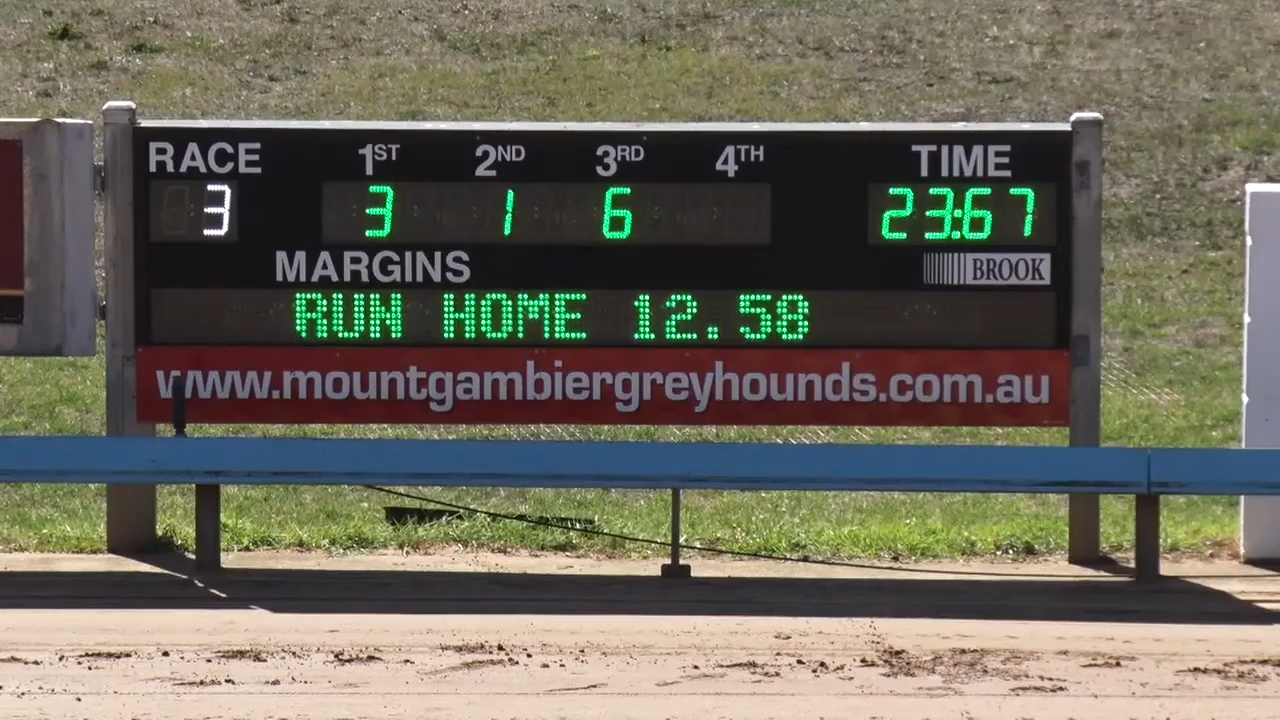 RACE 1ST 2ND 3RD 4TH TIME
3 3 1 6 23:67
MARGINS BROOK
RUN HOME 12.58
www.mountgambiergreyhounds.com.au